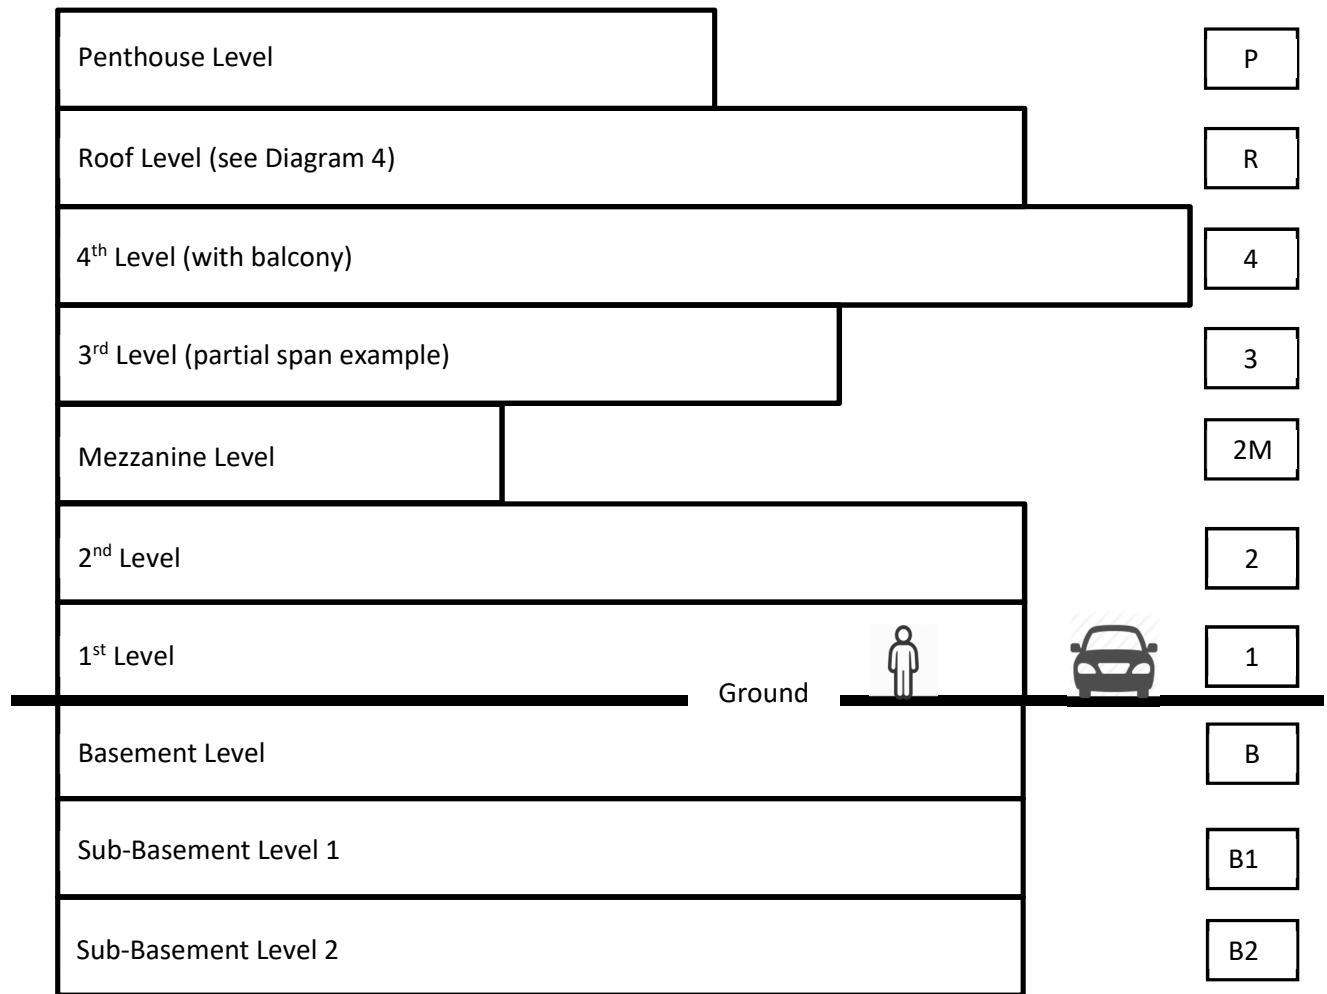 Penthouse Level
P
Roof Level (see Diagram 4)
R
4th Level (with balcony)
4
3rd Level (partial span example)
3
Mezzanine Level
2M
2nd Level
2
1st Level
1
Ground
Basement Level
B
Sub-Basement Level 1
B1
Sub-Basement Level 2
B2